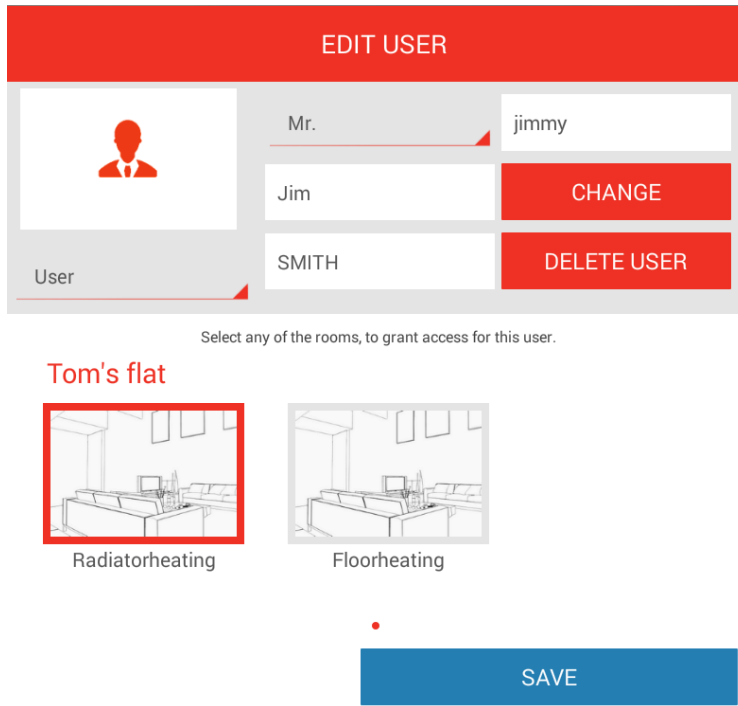 EDIT USER
Mr.
jimmy
Jim
CHANGE
User
SMITH
DELETE USER
Select any of the rooms, to grant access for this user.
Tom's flat
Radiatorheating
Floorheating
SAVE